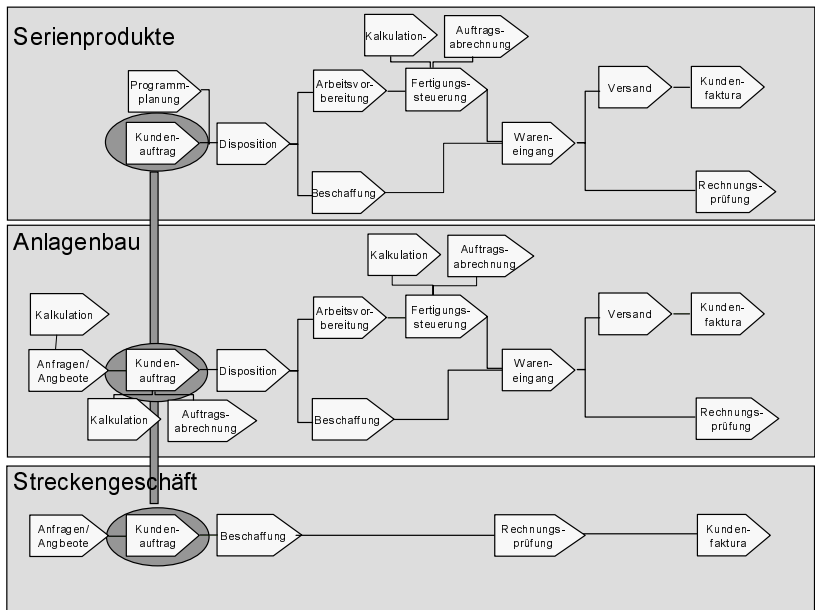 Serienprodukte
Kalkulation-
Auftrags-
abrechnung
Programm-
planung
Arbeitsvor-
bereitung
Fertigungs-
steuerung
Versand
Kunden-
faktura
Kunden-
auftrag
Disposition
Waren-
eingang
Beschaffung
Rechnungs-
prüfung
Anlagenbau
Kalkulation
Auftrags-
abrechnung
Kalkulation
Arbeitsvor-
bereitung
Fertigungs-
steuerung
Versand
Kunden-
faktura
Anfragen/
Angbeote
Kunden-
auftrag
Disposition
Waren-
eingang
Kalkulation
Auftrags-
abrechnung
Beschaffung
Rechnungs-
prüfung
Streckengeschäft
Anfragen/
Angbeote
Kunden-
auftrag
Beschaffung
Rechnungs-
prüfung
Kunden-
faktura